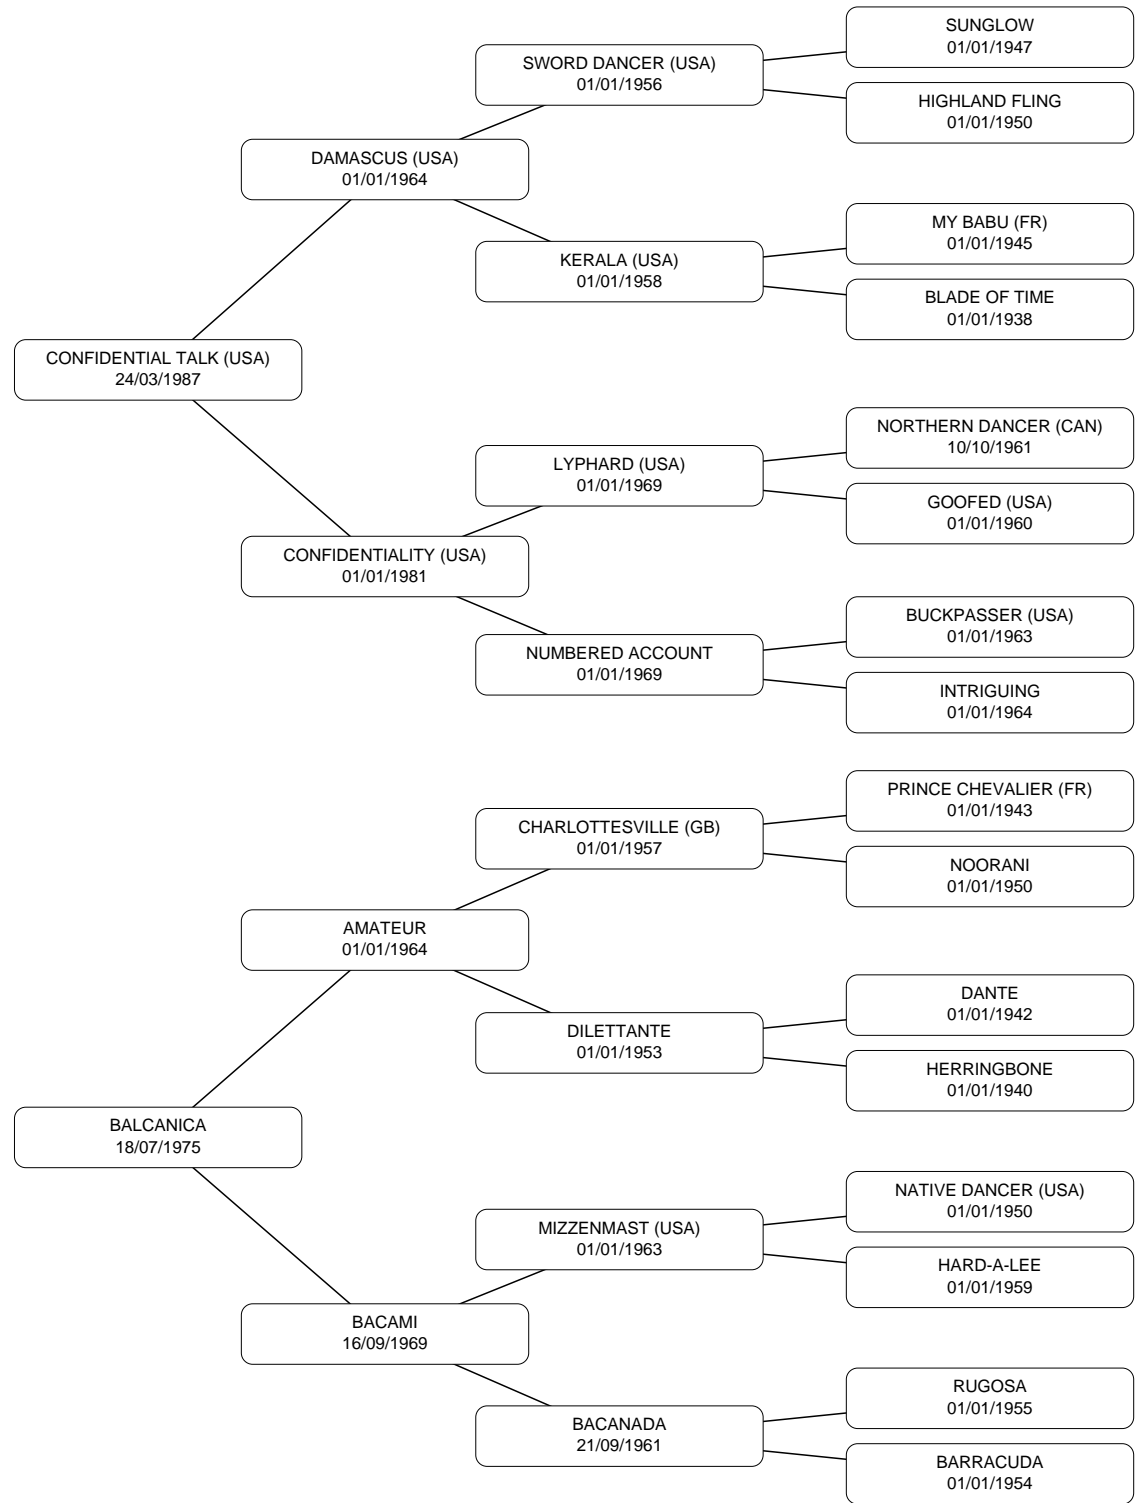 SUNGLOW
01/01/1947
SWORD DANCER (USA)
01/01/1956
HIGHLAND FLING
01/01/1950
DAMASCUS (USA)
01/01/1964
MY BABU (FR)
01/01/1945
KERALA (USA)
01/01/1958
BLADE OF TIME
01/01/1938
CONFIDENTIAL TALK (USA)
24/03/1987
NORTHERN DANCER (CAN)
10/10/1961
LYPHARD (USA)
01/01/1969
GOOFED (USA)
01/01/1960
CONFIDENTIALITY (USA)
01/01/1981
BUCKPASSER (USA)
01/01/1963
NUMBERED ACCOUNT
01/01/1969
INTRIGUING
01/01/1964
PRINCE CHEVALIER (FR)
01/01/1943
CHARLOTTESVILLE (GB)
01/01/1957
NOORANI
01/01/1950
AMATEUR
01/01/1964
DANTE
01/01/1942
DILETTANTE
01/01/1953
HERRINGBONE
01/01/1940
BALCANICA
18/07/1975
NATIVE DANCER (USA)
01/01/1950
MIZZENMAST (USA)
01/01/1963
HARD-A-LEE
01/01/1959
BACAMI
16/09/1969
RUGOSA
01/01/1955
BACANADA
21/09/1961
BARRACUDA
01/01/1954